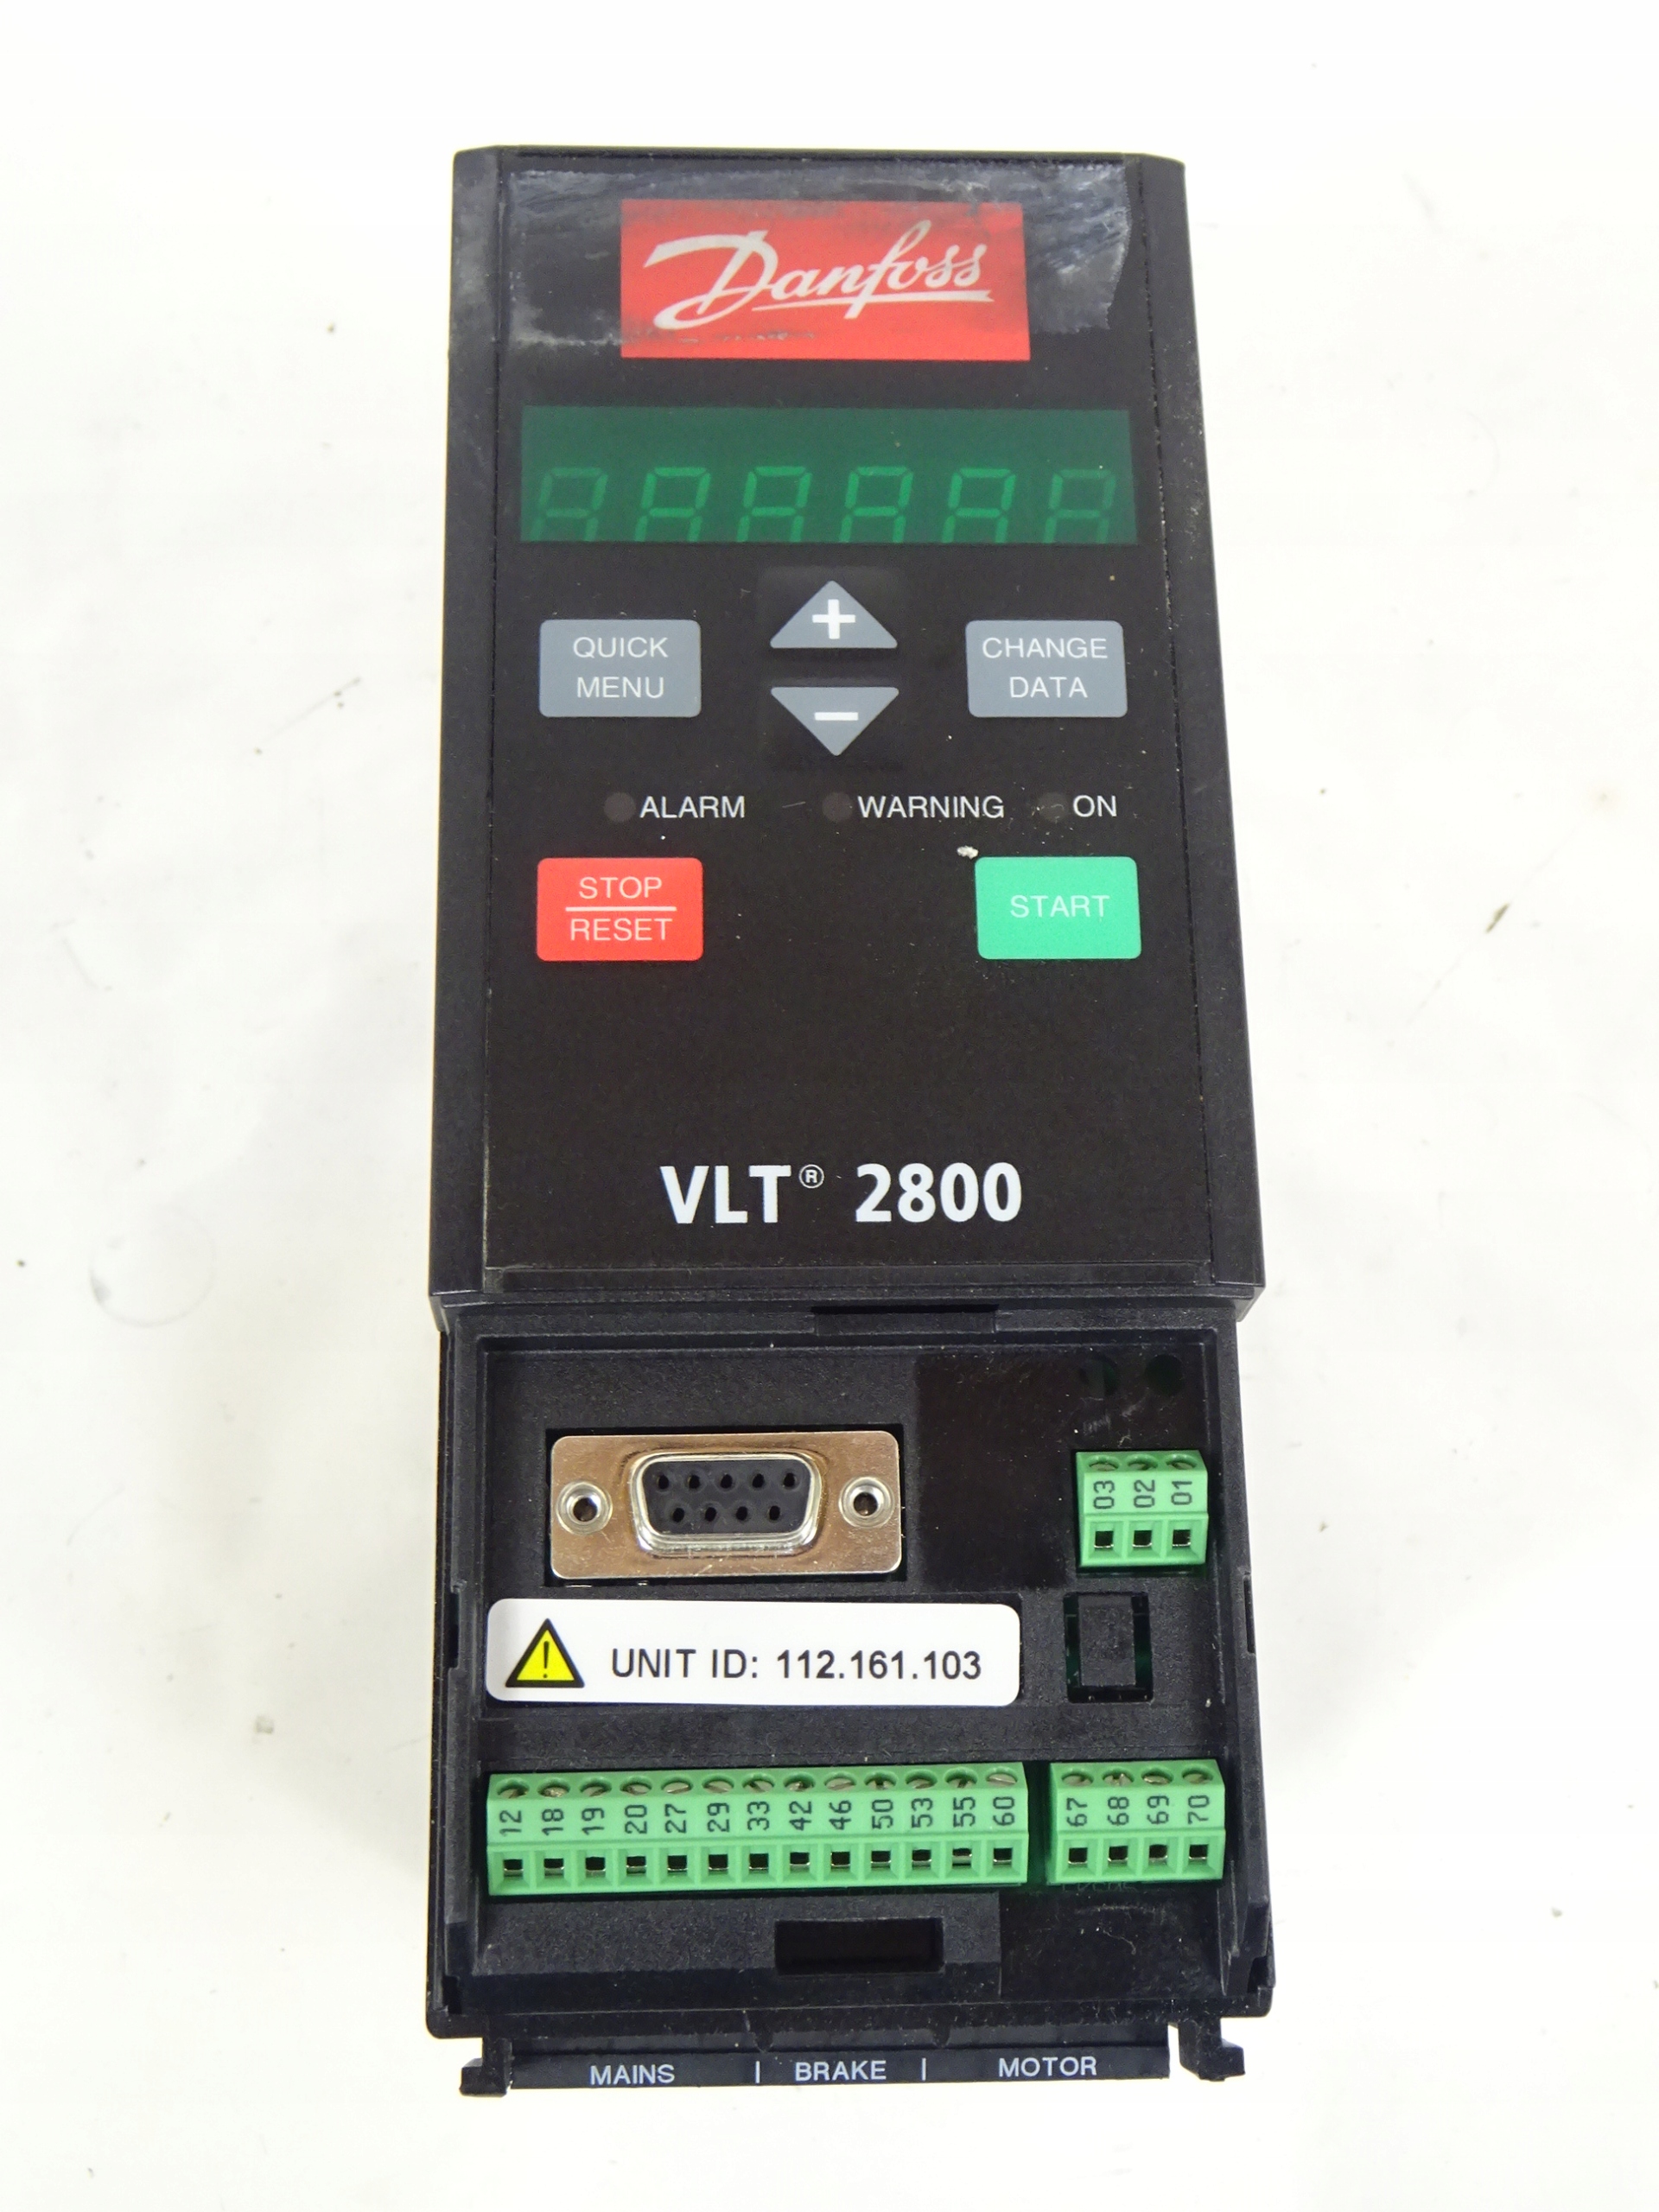 Danfoss
QUICK
MENU
+
CHANGE
DATA
−
ALARM
WARNING
ON
STOP
RESET
START
VLT® 2800
03 02 01
! UNIT ID: 112.161.103
12 18 19 20 27 29 33 42 46 50 53 55 60
67 68 69 70
MAINS | BRAKE | MOTOR